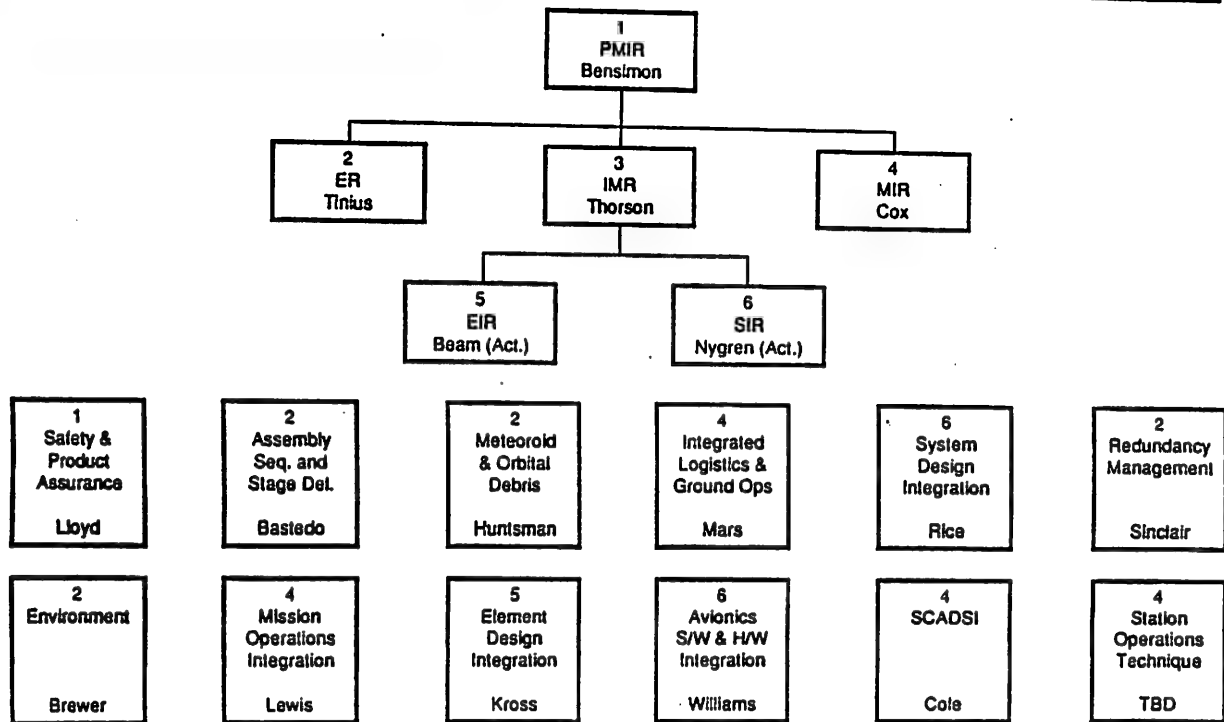 1
PMIR
Bensimon
2
ER
Tinius
3
IMR
Thorson
4
MIR
Cox
5
EIR
Beam (Act.)
6
SIR
Nygren (Act.)
1
Safety &
Product
Assurance
Lloyd
2
Assembly
Seq. and
Stage Def.
Bastedo
2
Meteoroid
& Orbital
Debris
Huntsman
4
Integrated
Logistics &
Ground Ops
Mars
6
System
Design
Integration
Rice
2
Redundancy
Management
Sinclair
2
Environment
Brewer
4
Mission
Operations
Integration
Lewis
5
Element
Design
Integration
Kross
6
Avionics
S/W & H/W
Integration
Williams
4
SCADSI
Cole
4
Station
Operations
Technique
TBD